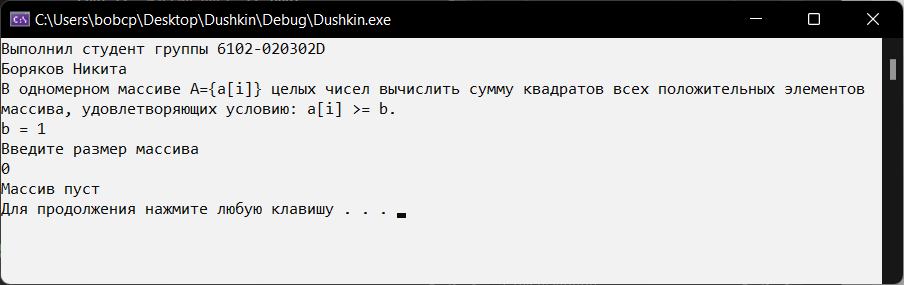 C:\Users\bobcp\Desktop\Dushkin\Debug\Dushkin.exe
Выполнил студент группы 6102-020302D
Боряков Никита
В одномерном массиве A={a[i]} целых чисел вычислить сумму квадратов всех положительных элементов
массива, удовлетворяющих условию: a[i] >= b.
b = 1
Введите размер массива
0
Массив пуст
Для продолжения нажмите любую клавишу . . .